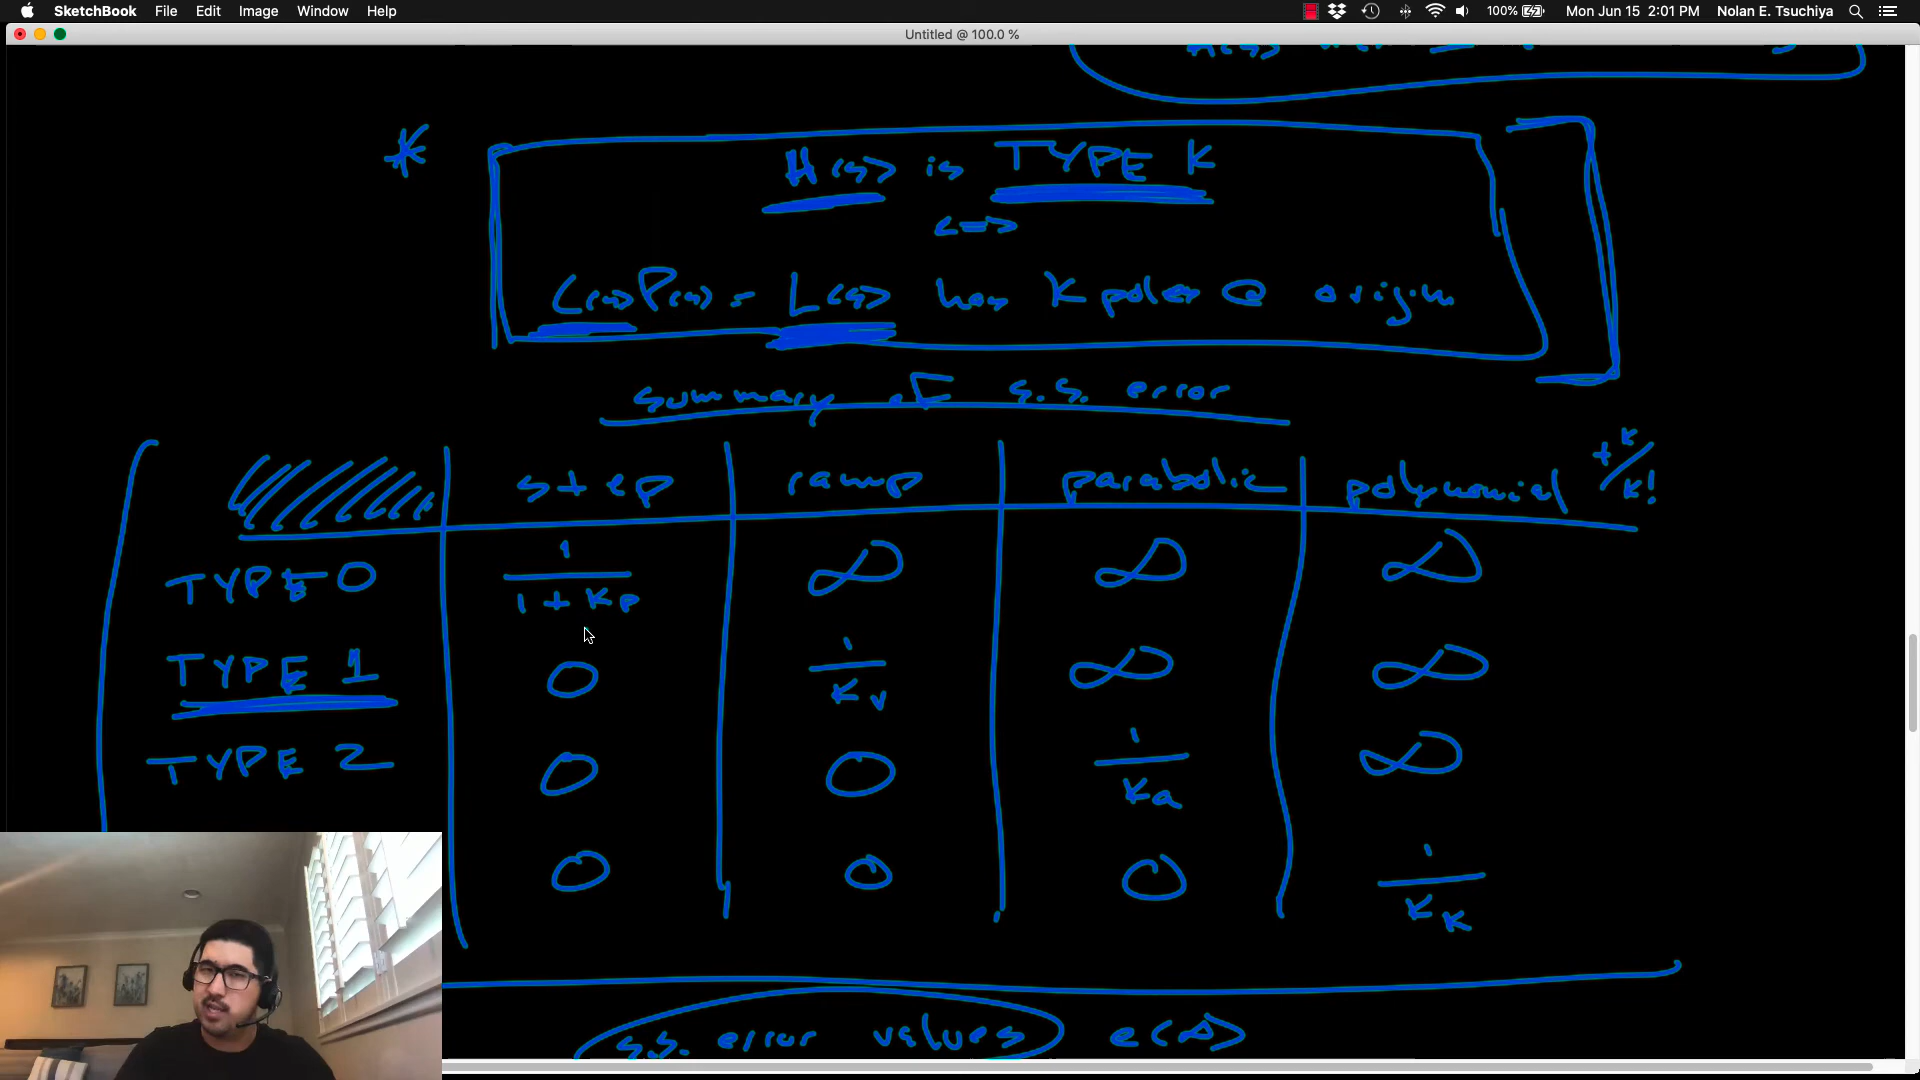 SketchBook File Edit Image Window Help 100% Mon Jun 15 2:01 PM Nolan E. Tsuchiya
Untitled @ 100.0 %
* H(s) is TYPE K
<=>
C(s)P(s) = L(s) has K poles @ origin
summary of s.s. error
step ramp parabolic polynomial t^k/k!
TYPE 0 1/(1 + Kp) ∞ ∞ ∞
TYPE 1 0 1/Kv ∞ ∞
TYPE 2 0 0 1/Ka ∞
0 0 0 1/Kk
s.s. error values e(∞)